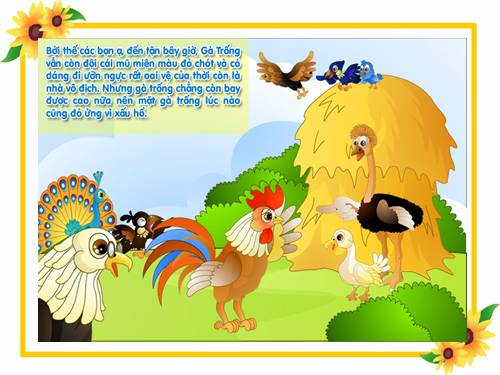 Bởi thế các bạn ạ, đến tận bây giờ, Gà Trống
vẫn còn đội cái mũ miện màu đỏ chót và có
dáng đi ưỡn ngực rất oai vệ của thời còn là
nhà vô địch. Nhưng gà trống chẳng còn bay
được cao nữa nên mặt gà trống lúc nào
cũng đỏ ửng vì xấu hổ.